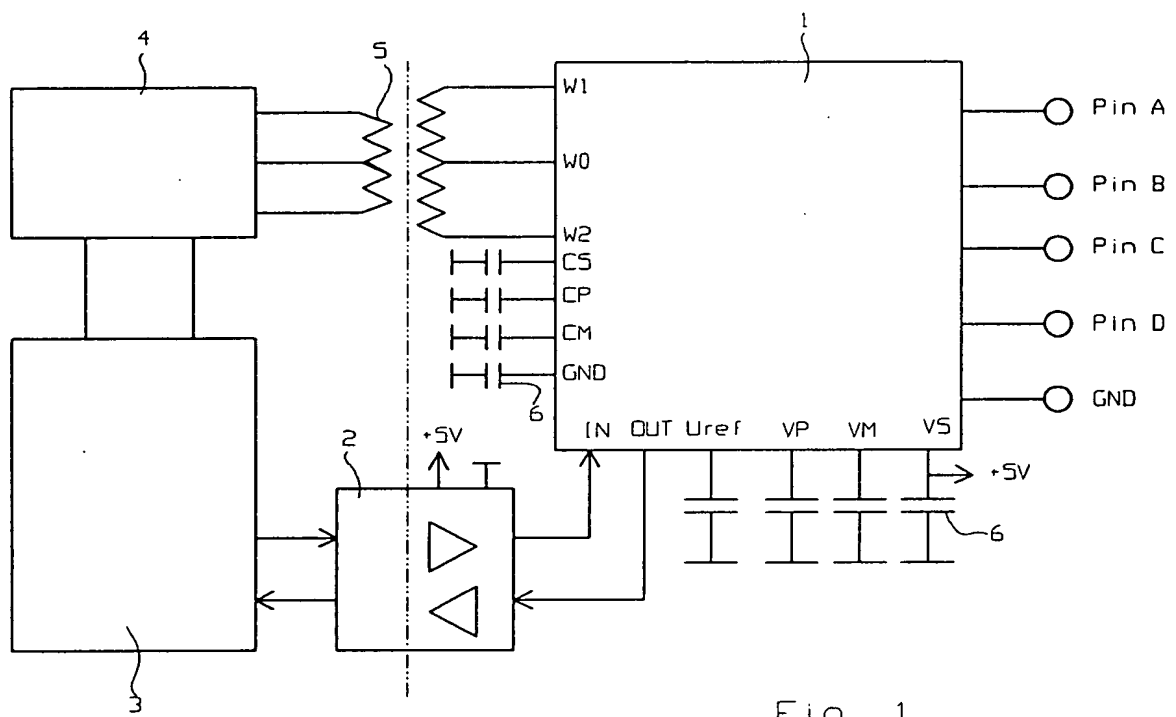 4
5
1
W1
W0
W2
CS
CP
CM
GND
6
Pin A
Pin B
Pin C
Pin D
GND
IN OUT Uref VP VM VS
2
+5V
+5V
6
3
Fig. 1